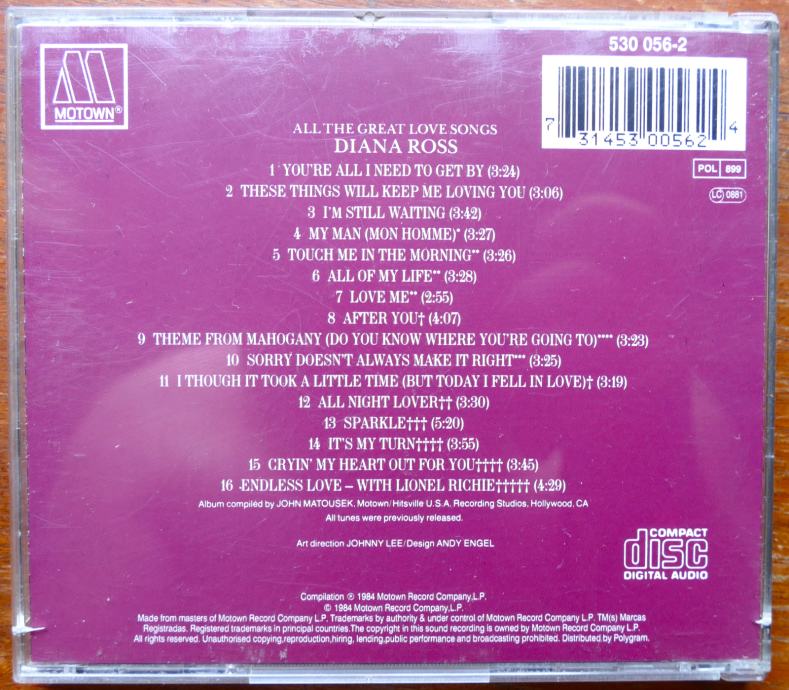 530 056-2
MOTOWN®
7 31453 00562 4
POL 899
LC 0881
ALL THE GREAT LOVE SONGS
DIANA ROSS
1 YOU'RE ALL I NEED TO GET BY (3:24)
2 THESE THINGS WILL KEEP ME LOVING YOU (3:06)
3 I'M STILL WAITING (3:42)
4 MY MAN (MON HOMME)* (3:27)
5 TOUCH ME IN THE MORNING** (3:26)
6 ALL OF MY LIFE** (3:28)
7 LOVE ME** (2:55)
8 AFTER YOU† (4:07)
9 THEME FROM MAHOGANY (DO YOU KNOW WHERE YOU'RE GOING TO)**** (3:23)
10 SORRY DOESN'T ALWAYS MAKE IT RIGHT*** (3:25)
11 I THOUGH IT TOOK A LITTLE TIME (BUT TODAY I FELL IN LOVE)† (3:19)
12 ALL NIGHT LOVER†† (3:30)
13 SPARKLE††† (5:20)
14 IT'S MY TURN†††† (3:55)
15 CRYIN' MY HEART OUT FOR YOU†††† (3:45)
16 ENDLESS LOVE – WITH LIONEL RICHIE††††† (4:29)
Album compiled by JOHN MATOUSEK, Motown/Hitsville U.S.A. Recording Studios, Hollywood, CA
All tunes were previously released.
Art direction JOHNNY LEE/Design ANDY ENGEL
COMPACT
disc
DIGITAL AUDIO
Compilation ℗ 1984 Motown Record Company,L.P.
© 1984 Motown Record Company,L.P.
Made from masters of Motown Record Company L.P. Trademarks by authority & under control of Motown Record Company L.P. TM(s) Marcas
Registradas. Registered trademarks in principal countries.The copyright in this sound recording is owned by Motown Record Company L.P.
All rights reserved. Unauthorised copying,reproduction,hiring, lending,public performance and broadcasting prohibited. Distributed by Polygram.